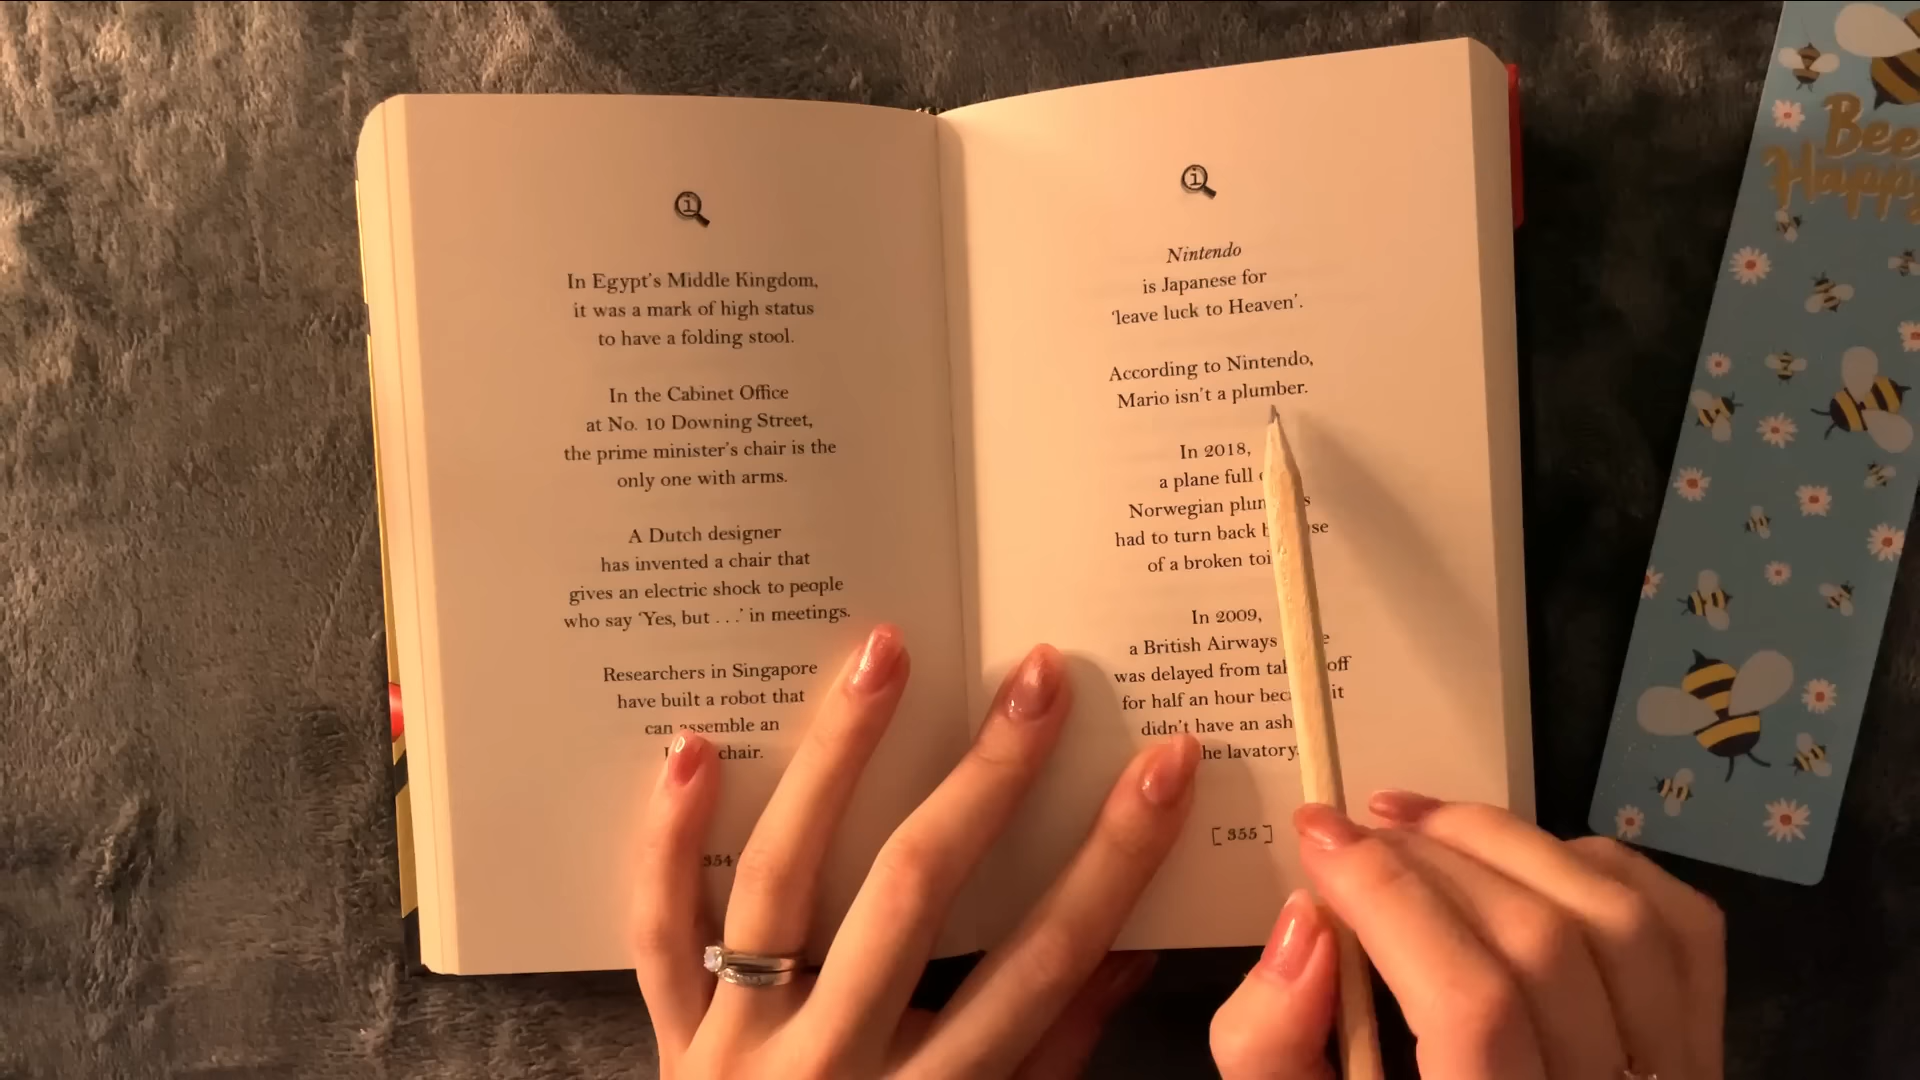 In Egypt's Middle Kingdom,
it was a mark of high status
to have a folding stool.
In the Cabinet Office
at No. 10 Downing Street,
the prime minister's chair is the
only one with arms.
A Dutch designer
has invented a chair that
gives an electric shock to people
who say 'Yes, but . . .' in meetings.
Researchers in Singapore
have built a robot that
can assemble an
chair.
354
Nintendo
is Japanese for
'leave luck to Heaven'.
According to Nintendo,
Mario isn't a plumber.
In 2018,
a plane full
Norwegian
had to turn back
of a broken
In 2009,
a British Airways
was delayed from off
for half an hour it
didn't have an
lavatory.
[ 355 ]
Bee
Happy